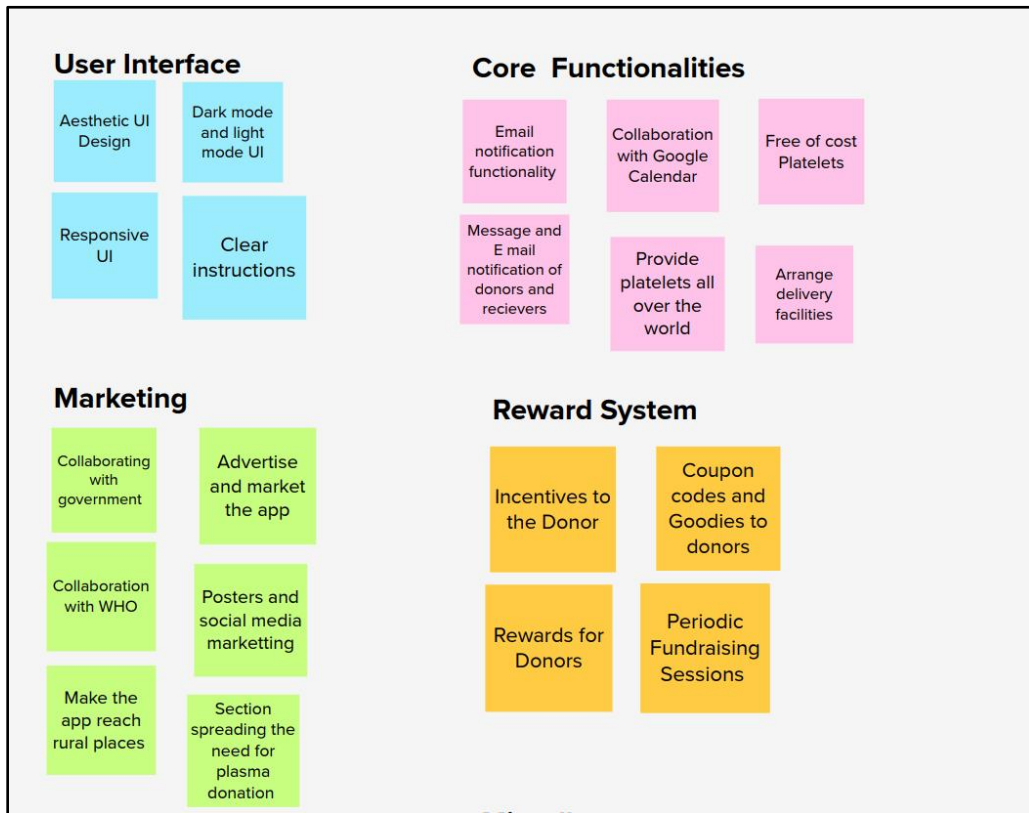 User Interface
Aesthetic UI
Design
Dark mode
and light
mode UI
Responsive
UI
Clear
instructions
Core Functionalities
Email
notification
functionality
Collaboration
with Google
Calendar
Free of cost
Platelets
Message and
E mail
notification of
donors and
recievers
Provide
platelets all
over the
world
Arrange
delivery
facilities
Marketing
Collaborating
with
government
Advertise
and market
the app
Collaboration
with WHO
Posters and
social media
marketting
Make the
app reach
rural places
Section
spreading the
need for
plasma
donation
Reward System
Incentives to
the Donor
Coupon
codes and
Goodies to
donors
Rewards for
Donors
Periodic
Fundraising
Sessions